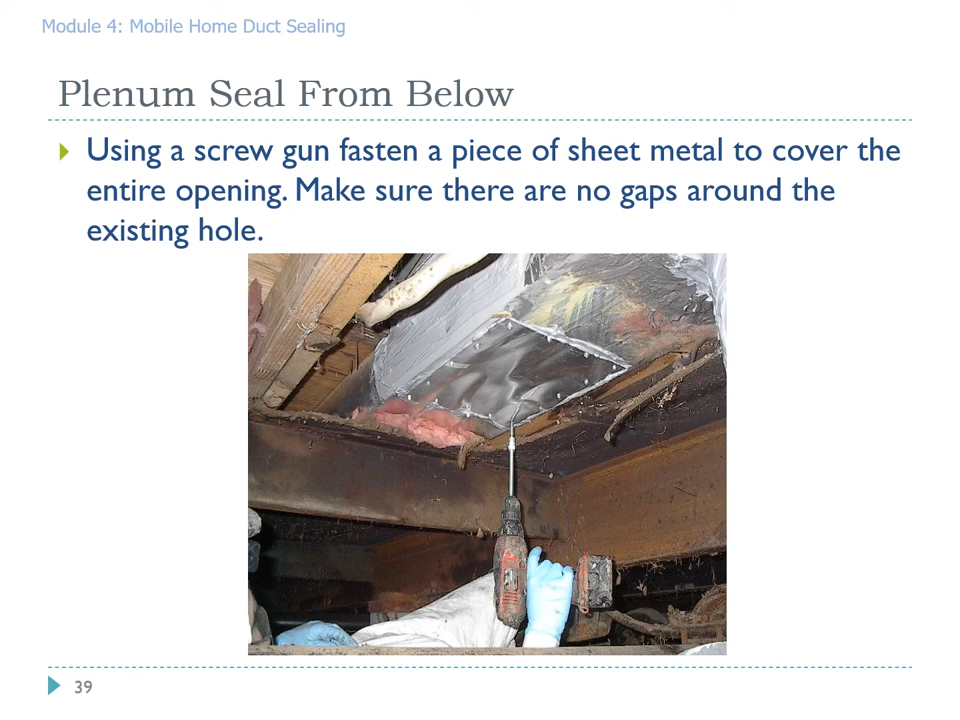 Module 4: Mobile Home Duct Sealing
Plenum Seal From Below
Using a screw gun fasten a piece of sheet metal to cover the
entire opening. Make sure there are no gaps around the
existing hole.
39